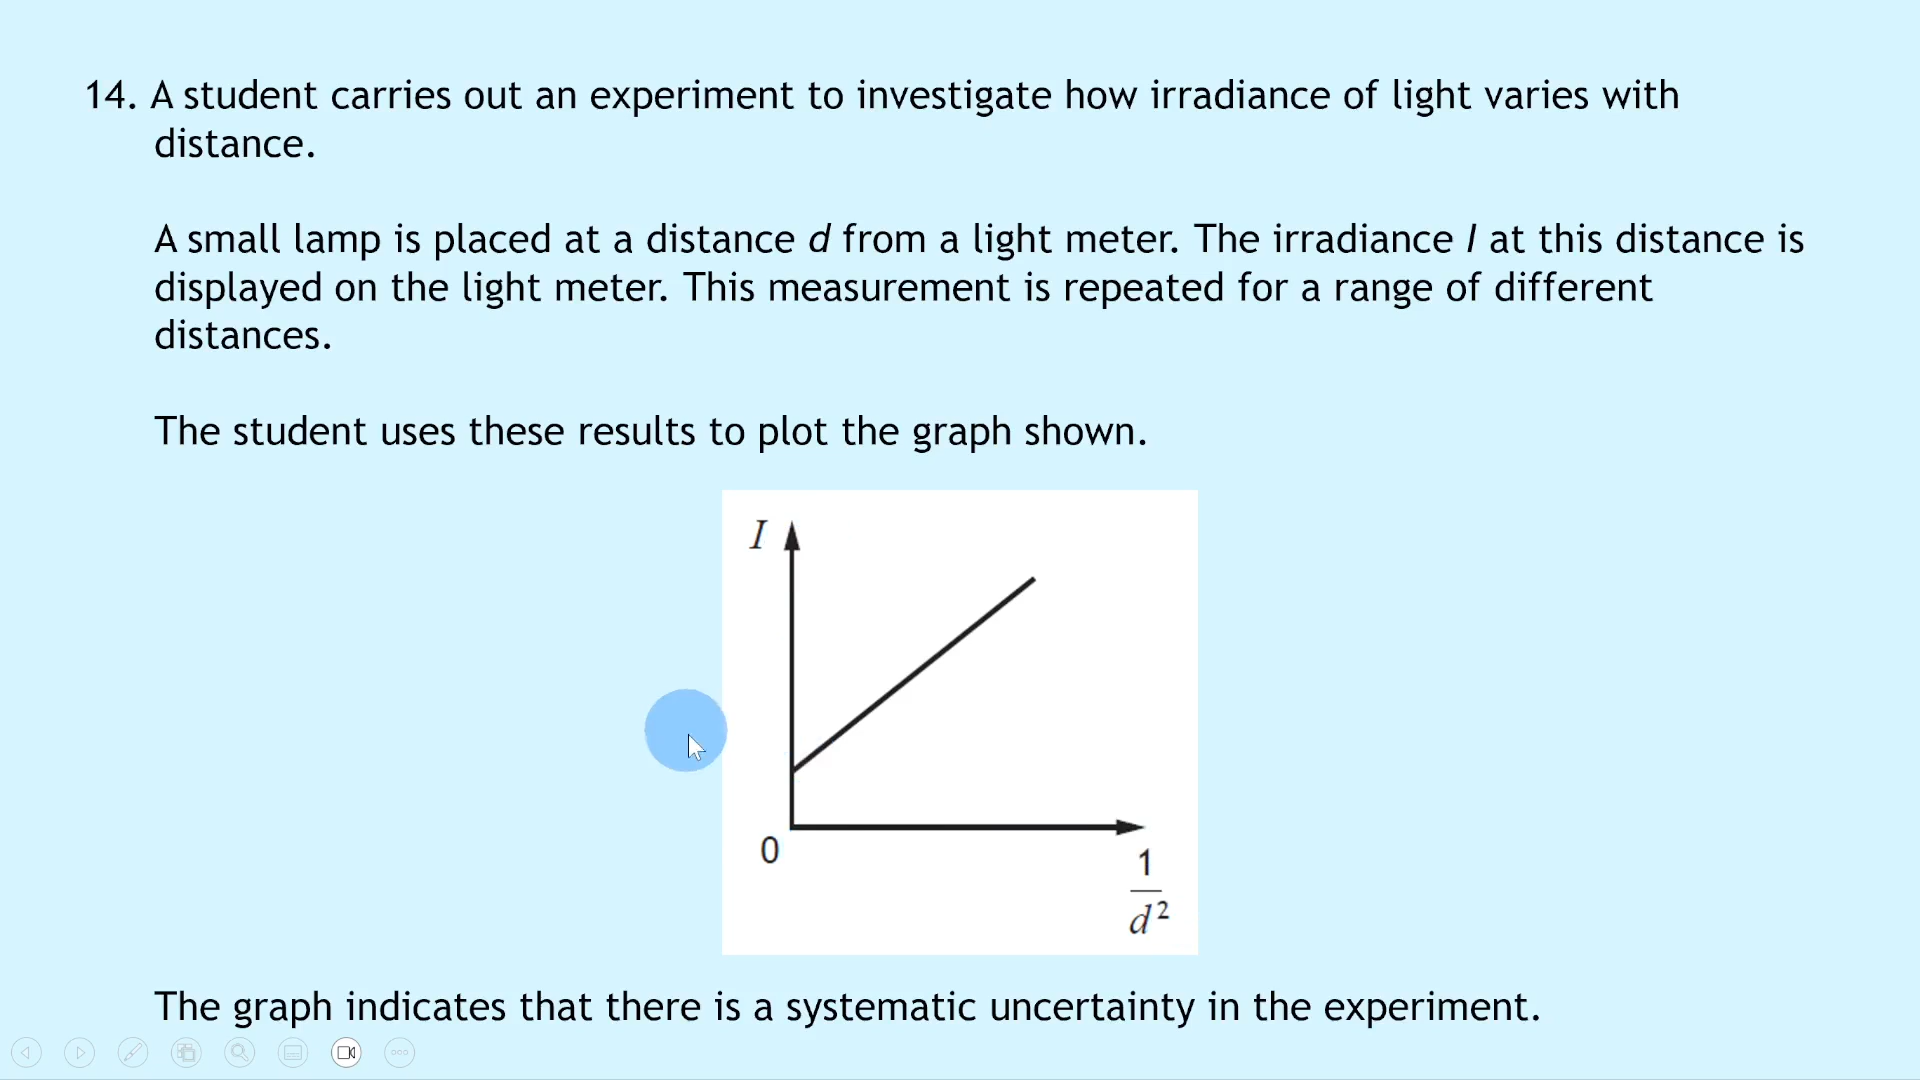 14. A student carries out an experiment to investigate how irradiance of light varies with
distance.
A small lamp is placed at a distance d from a light meter. The irradiance I at this distance is
displayed on the light meter. This measurement is repeated for a range of different
distances.
The student uses these results to plot the graph shown.
I
0
1
d²
The graph indicates that there is a systematic uncertainty in the experiment.